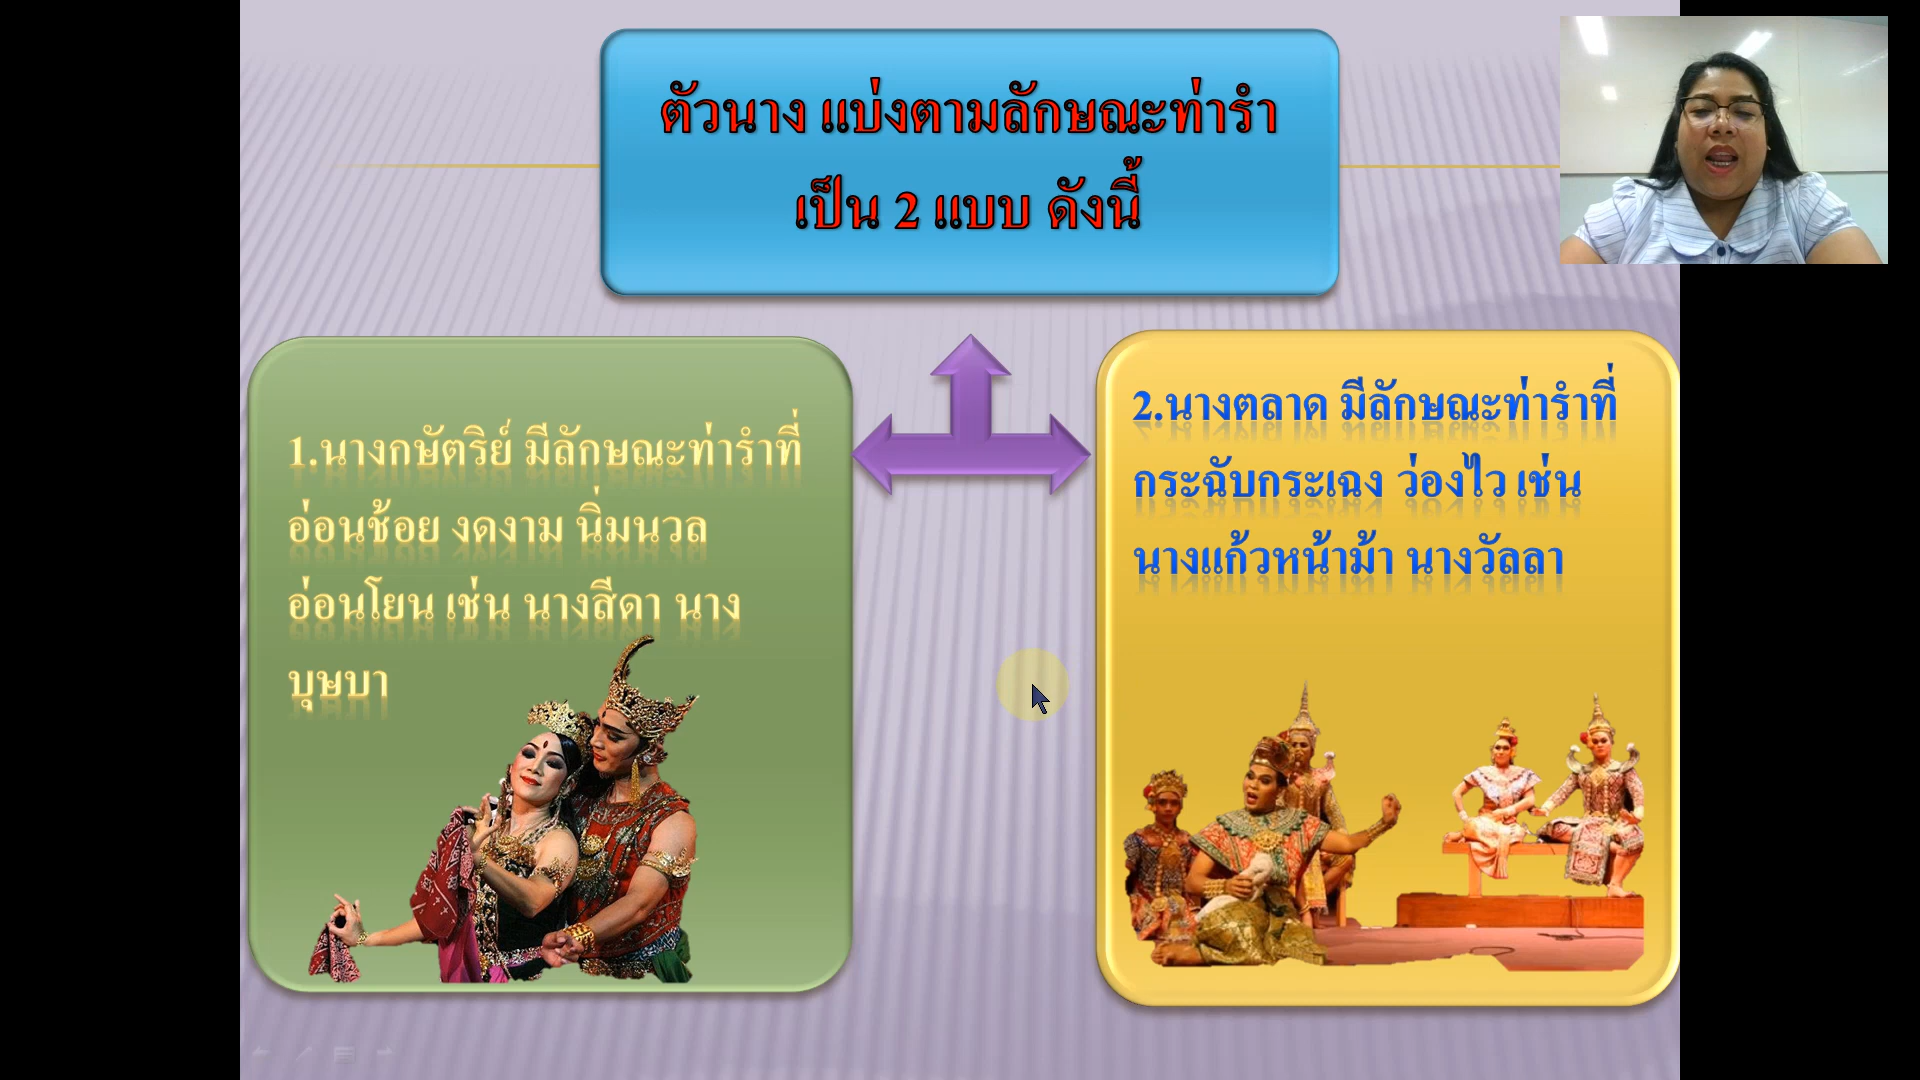 ตัวนาง แบ่งตามลักษณะท่ารำ
เป็น 2 แบบ ดังนี้
1.นางกษัตริย์ มีลักษณะท่ารำที่
อ่อนช้อย งดงาม นิ่มนวล
อ่อนโยน เช่น นางสีดา นาง
บุษบา
2.นางตลาด มีลักษณะท่ารำที่
กระฉับกระเฉง ว่องไว เช่น
นางแก้วหน้าม้า นางวัลลา